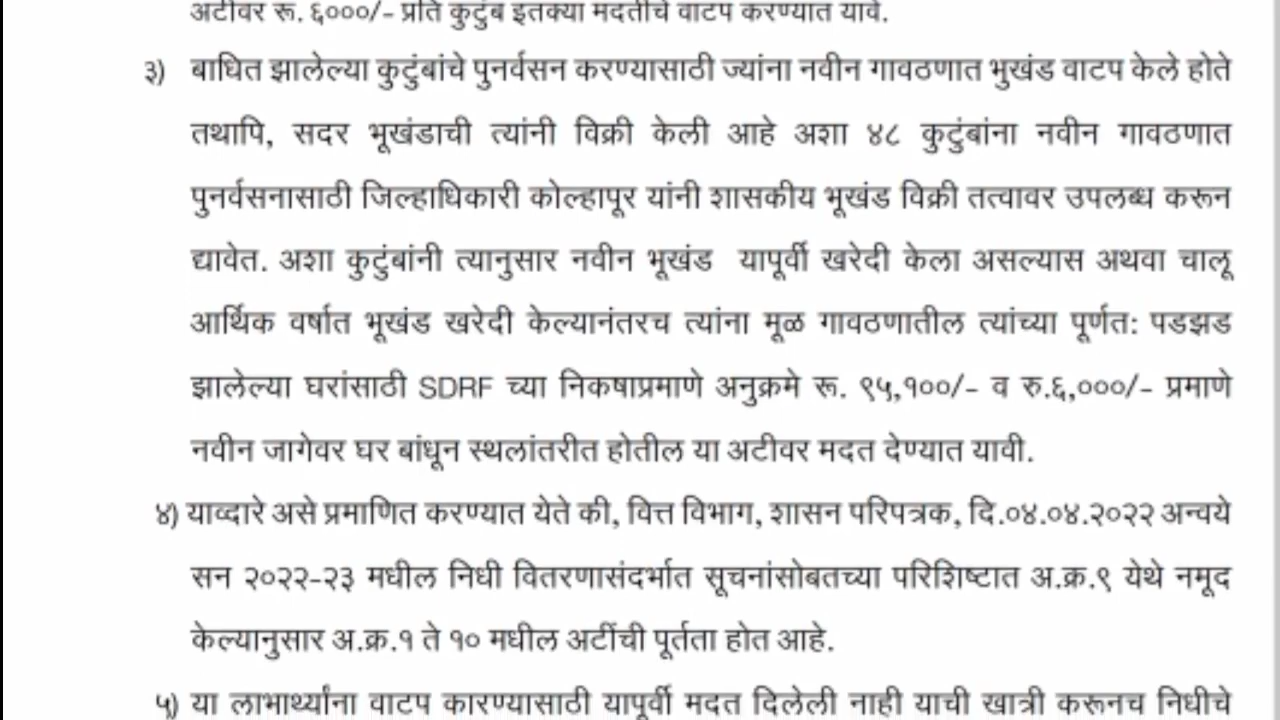 अटीवर रू. ६०००/- प्रति कुटुंब इतक्या मदतीचे वाटप करण्यात यावे.
३) बाधित झालेल्या कुटुंबांचे पुनर्वसन करण्यासाठी ज्यांना नवीन गावठणात भुखंड वाटप केले होते
तथापि, सदर भूखंडाची त्यांनी विक्री केली आहे अशा ४८ कुटुंबांना नवीन गावठणात
पुनर्वसनासाठी जिल्हाधिकारी कोल्हापूर यांनी शासकीय भूखंड विक्री तत्वावर उपलब्ध करून
द्यावेत. अशा कुटुंबांनी त्यानुसार नवीन भूखंड यापूर्वी खरेदी केला असल्यास अथवा चालू
आर्थिक वर्षात भूखंड खरेदी केल्यानंतरच त्यांना मूळ गावठणातील त्यांच्या पूर्णत: पडझड
झालेल्या घरांसाठी SDRF च्या निकषाप्रमाणे अनुक्रमे रू. ९५,१००/- व रु.६,०००/- प्रमाणे
नवीन जागेवर घर बांधून स्थलांतरीत होतील या अटीवर मदत देण्यात यावी.
४) याव्दारे असे प्रमाणित करण्यात येते की, वित्त विभाग, शासन परिपत्रक, दि.०४.०४.२०२२ अन्वये
सन २०२२-२३ मधील निधी वितरणासंदर्भात सूचनांसोबतच्या परिशिष्टात अ.क्र.९ येथे नमूद
केल्यानुसार अ.क्र.१ ते १० मधील अटींची पूर्तता होत आहे.
५) या लाभार्थ्यांना वाटप कारण्यासाठी यापूर्वी मदत दिलेली नाही याची खात्री करूनच निधीचे